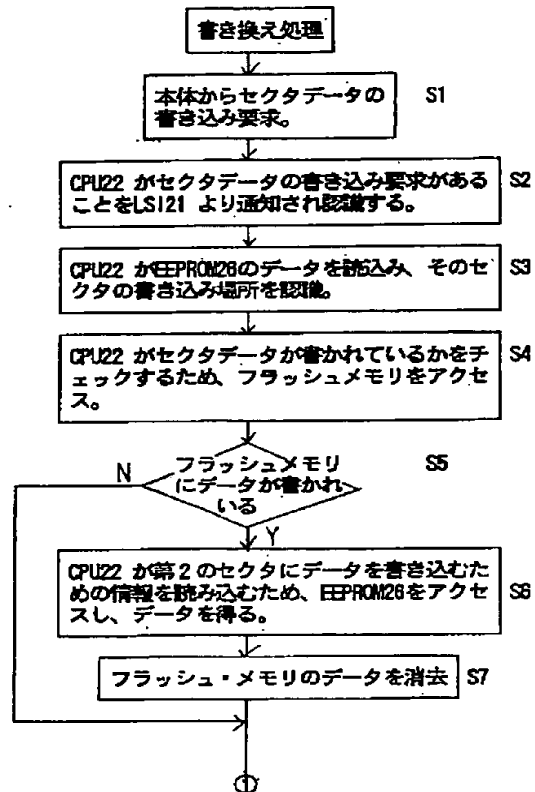 書き換え処理
本体からセクタデータの S1
書き込み要求。
CPU22 がセクタデータの書き込み要求がある S2
ことをLSI21 より通知され認識する。
CPU22 がEEPROM26のデータを読込み、そのセ S3
クタの書き込み場所を認識。
CPU22 がセクタデータが書かれているかをチ S4
ェックするため、フラッシュメモリをアクセ
ス。
フラッシュメモリ S5
N
にデータが書かれ
いる
Y
CPU22 が第2のセクタにデータを書き込むた
めの情報を読み込むため、EEPROM26をアクセ S6
スし、データを得る。
フラッシュ・メモリのデータを消去 S7
①